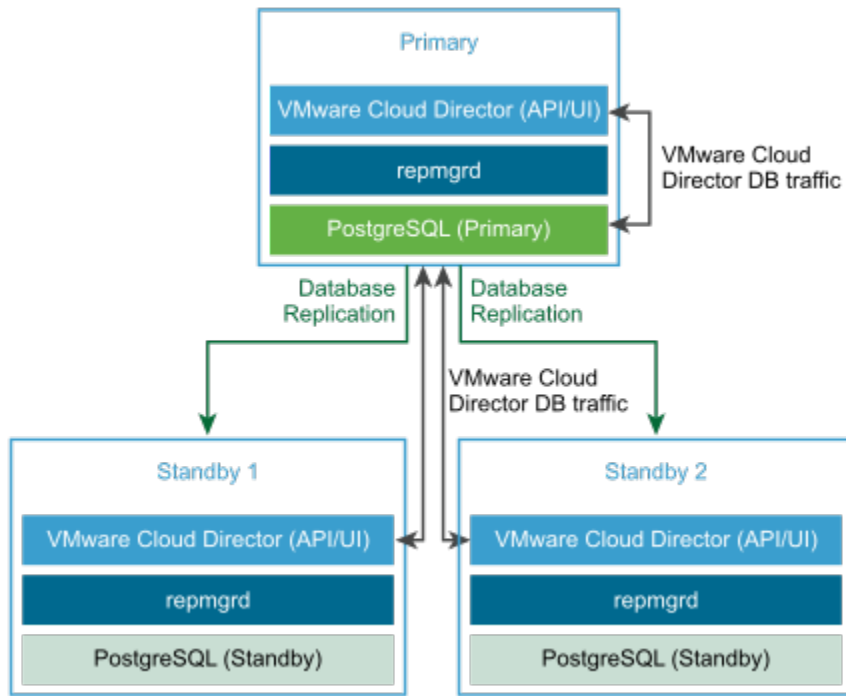 Primary
VMware Cloud Director (API/UI)
repmgrd
PostgreSQL (Primary)
VMware Cloud
Director DB traffic
Database
Replication
Database
Replication
VMware Cloud
Director DB traffic
Standby 1
VMware Cloud Director (API/UI)
repmgrd
PostgreSQL (Standby)
Standby 2
VMware Cloud Director (API/UI)
repmgrd
PostgreSQL (Standby)